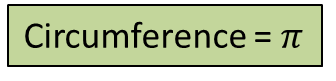 Circumference = π